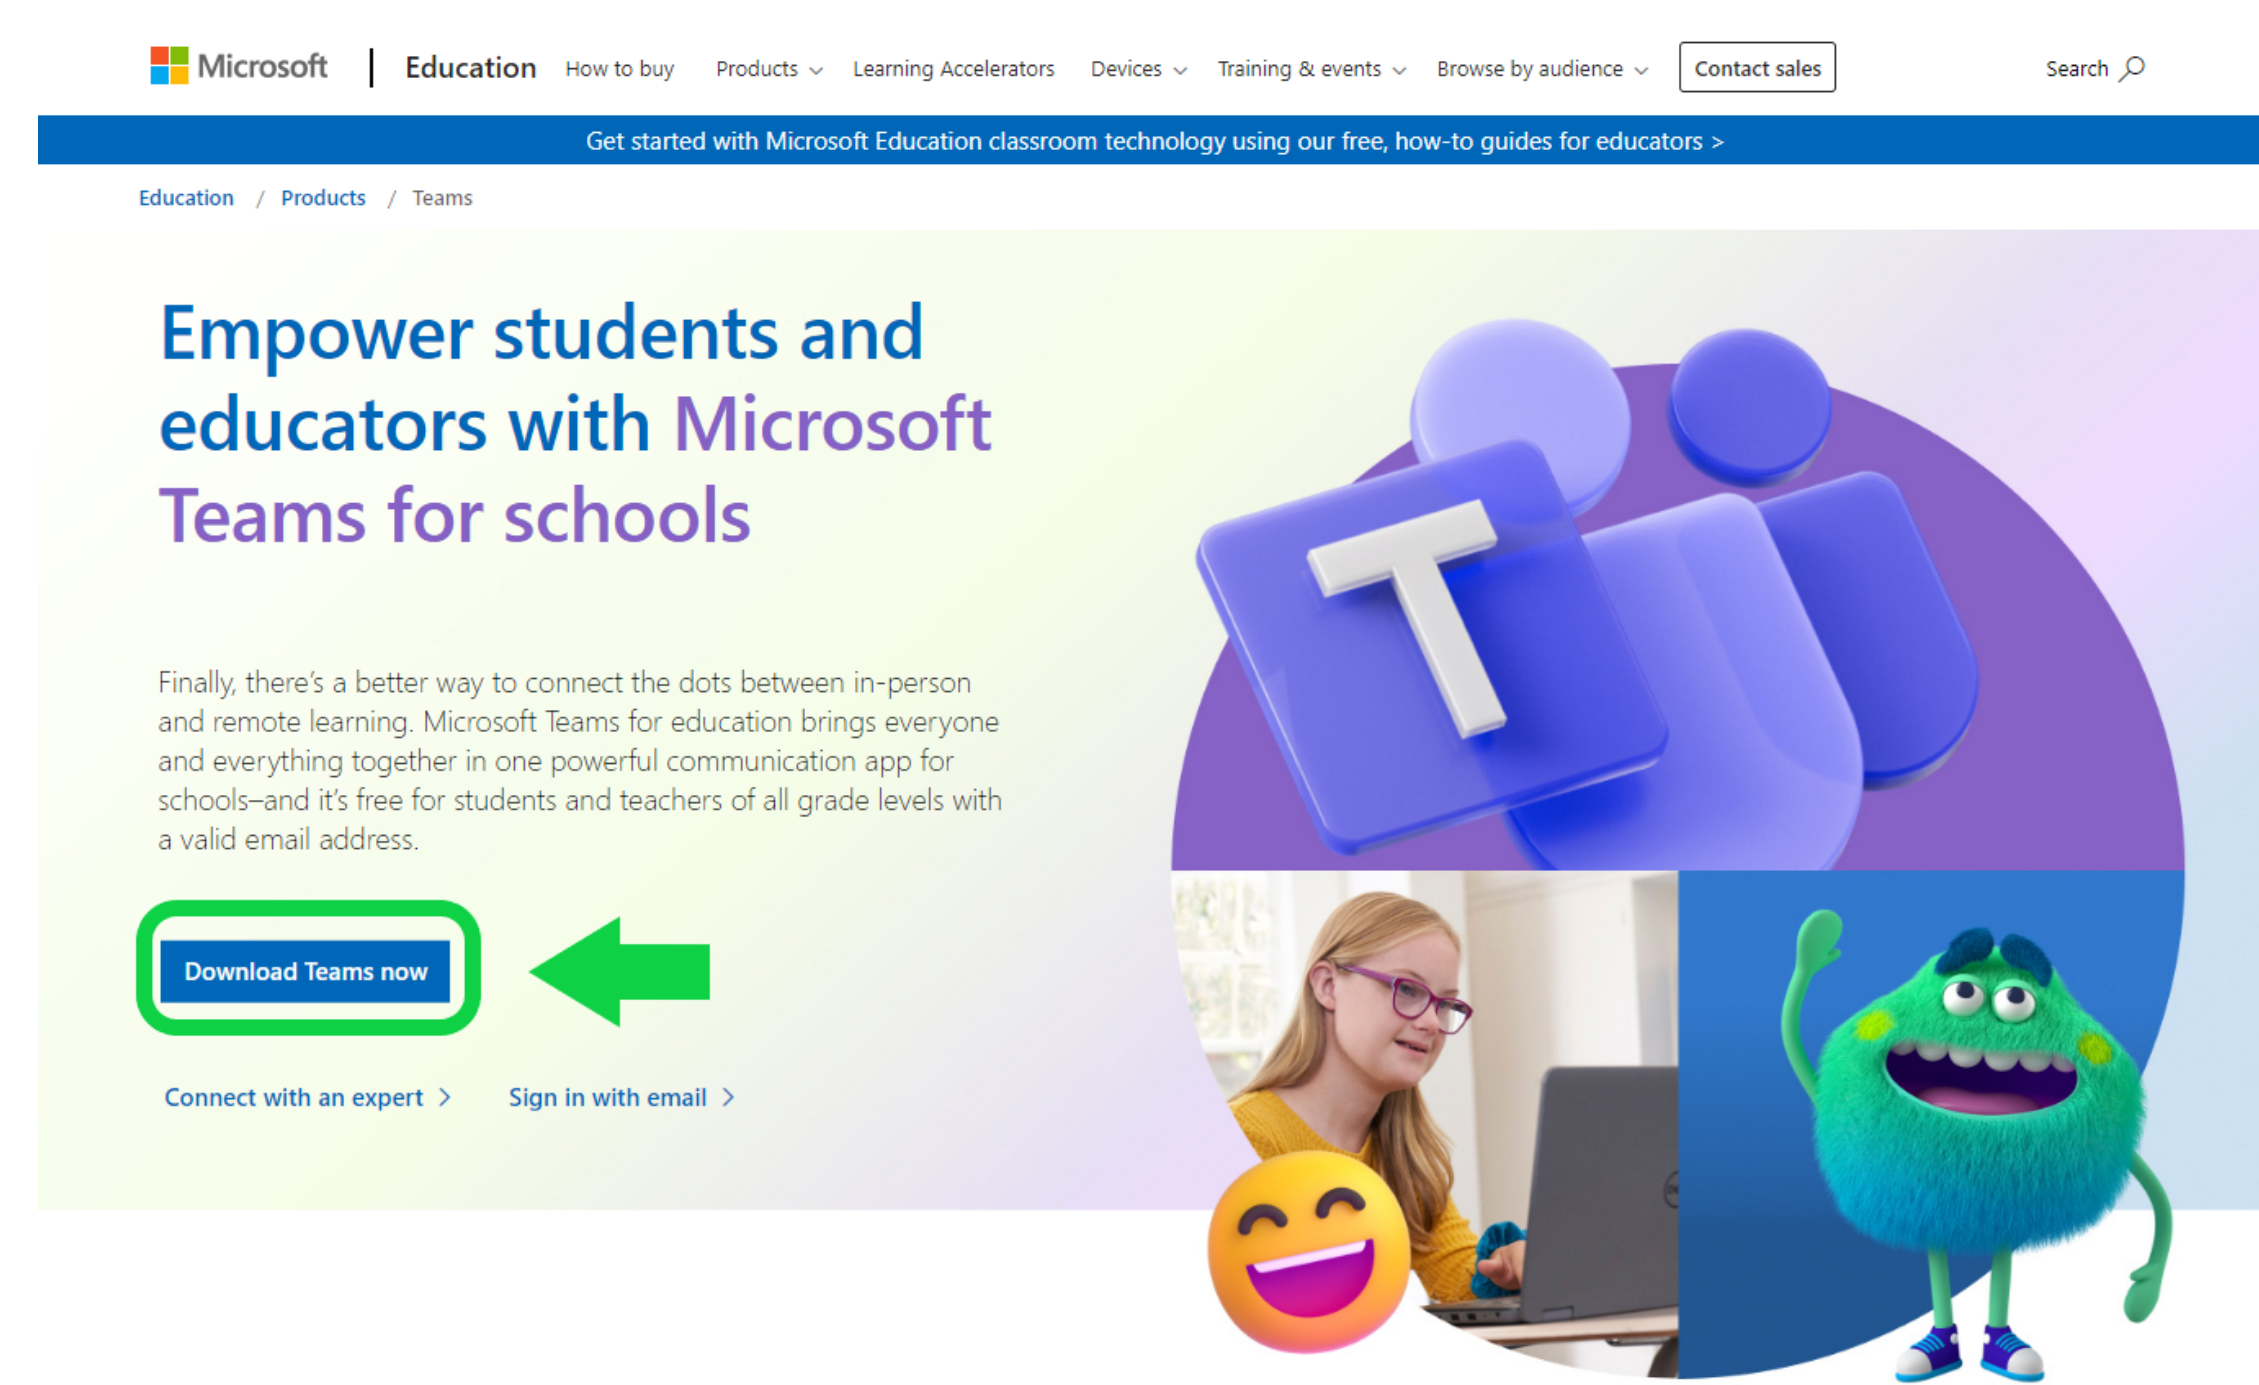 Microsoft
Education
How to buy
Products
Learning Accelerators
Devices
Training & events
Browse by audience
Contact sales
Search
Get started with Microsoft Education classroom technology using our free, how-to guides for educators >
Education / Products / Teams
Empower students and
educators with Microsoft
Teams for schools
Finally, there's a better way to connect the dots between in-person
and remote learning. Microsoft Teams for education brings everyone
and everything together in one powerful communication app for
schools–and it's free for students and teachers of all grade levels with
a valid email address.
Download Teams now
Connect with an expert >
Sign in with email >
T